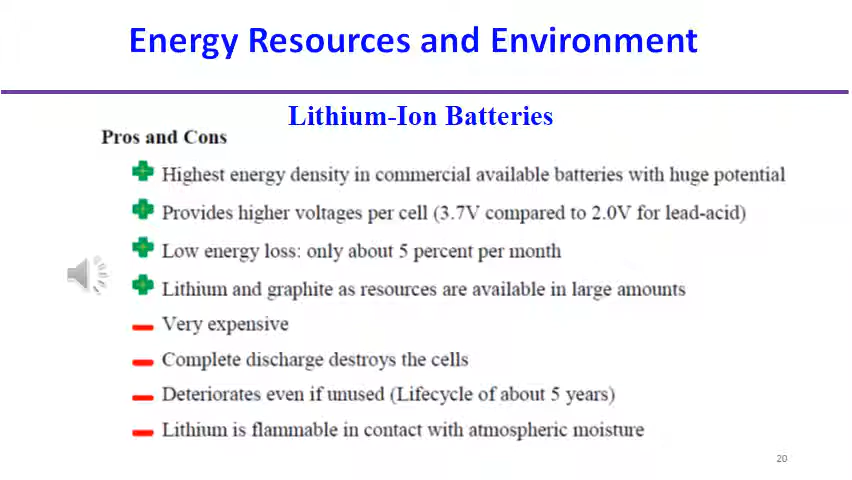 Energy Resources and Environment
Lithium-Ion Batteries
Pros and Cons
Highest energy density in commercial available batteries with huge potential
Provides higher voltages per cell (3.7V compared to 2.0V for lead-acid)
Low energy loss: only about 5 percent per month
Lithium and graphite as resources are available in large amounts
Very expensive
Complete discharge destroys the cells
Deteriorates even if unused (Lifecycle of about 5 years)
Lithium is flammable in contact with atmospheric moisture
20